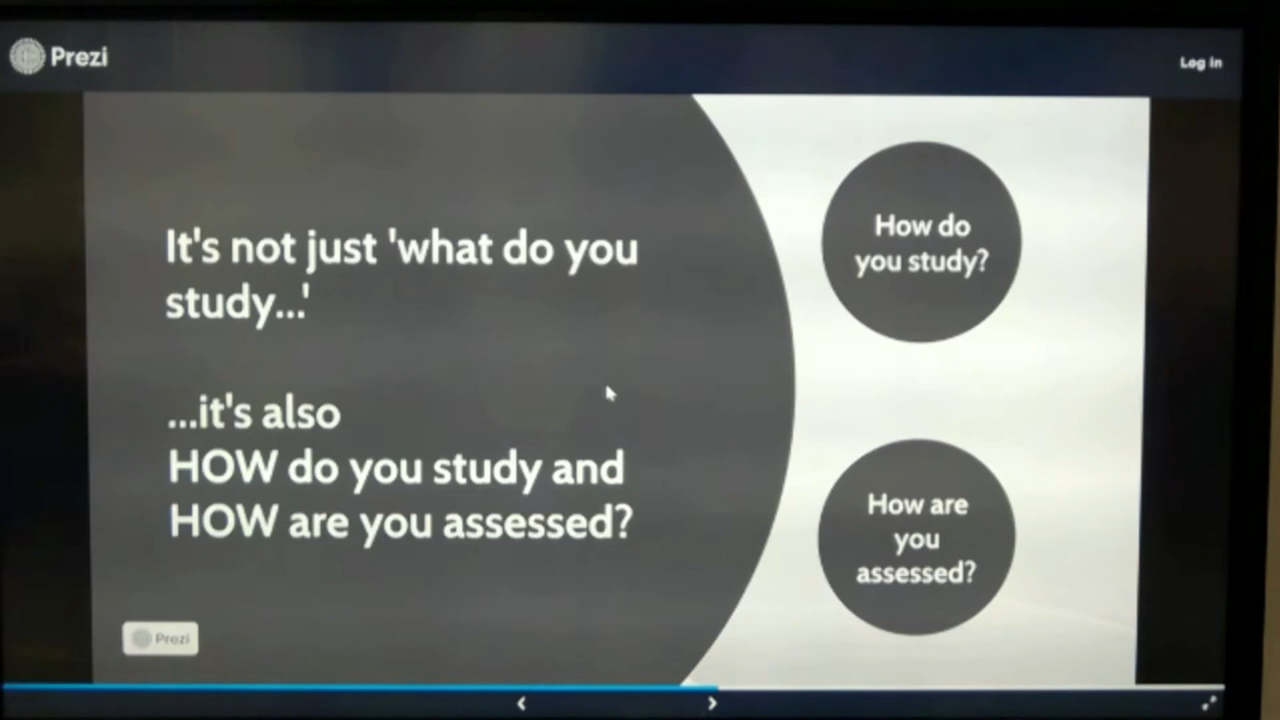 Prezi
Log in
It's not just 'what do you
study...'
...it's also
HOW do you study and
HOW are you assessed?
How do
you study?
How are
you
assessed?
Prezi